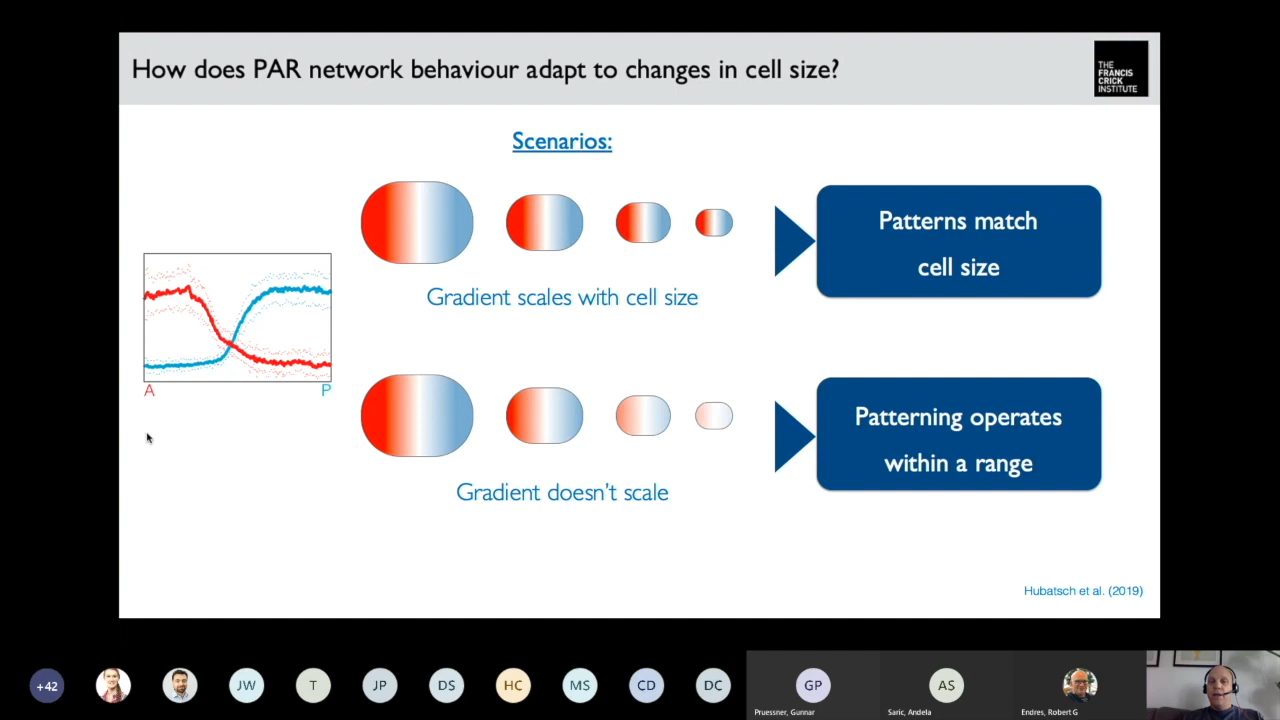 How does PAR network behaviour adapt to changes in cell size?
THE
FRANCIS
CRICK
INSTITUTE
Scenarios:
Patterns match
cell size
Gradient scales with cell size
A
P
Patterning operates
within a range
Gradient doesn't scale
Hubatsch et al. (2019)
+42
JW
T
JP
DS
HC
MS
CD
DC
GP
AS
Pruessner, Gunnar
Saric, Andela
Endres, Robert G